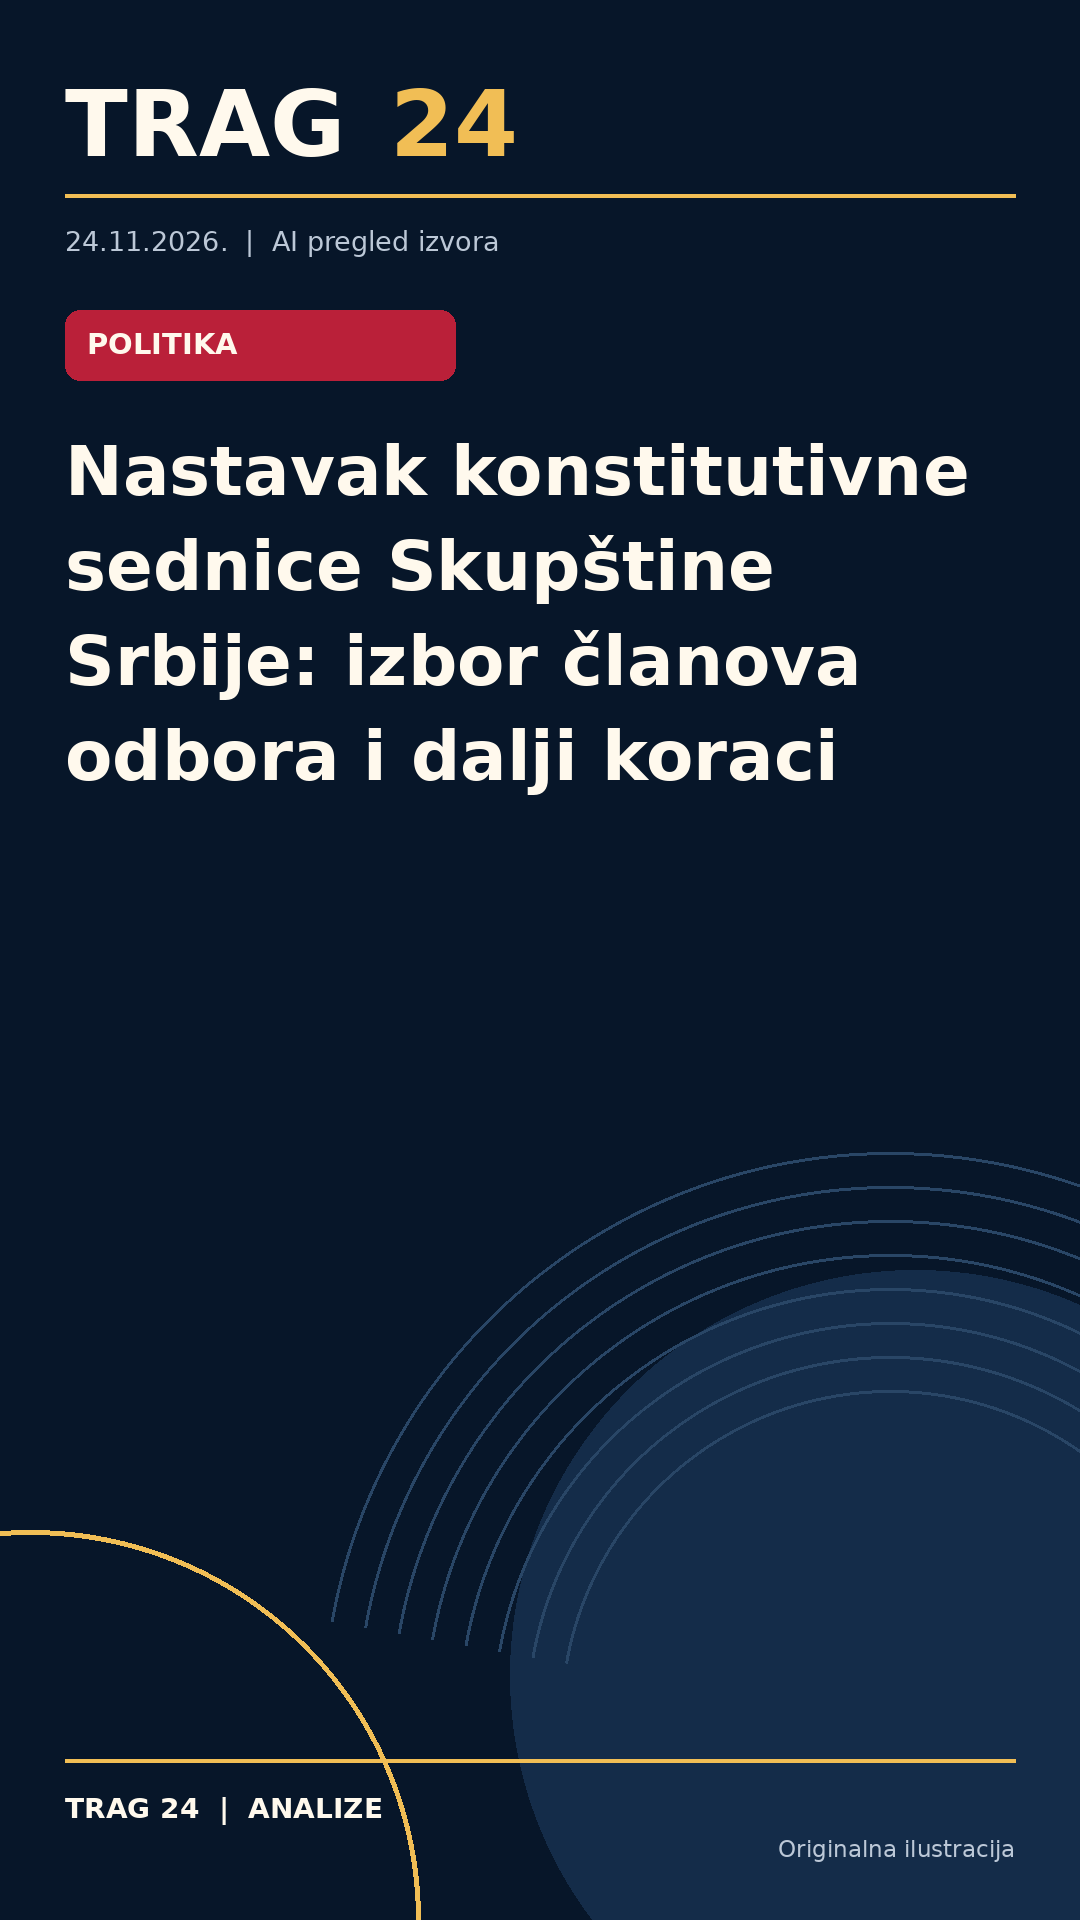 TRAG 24
24.11.2026. | AI pregled izvora
POLITIKA
Nastavak konstitutivne
sednice Skupštine
Srbije: izbor članova
odbora i dalji koraci
TRAG 24 | ANALIZE
Originalna ilustracija